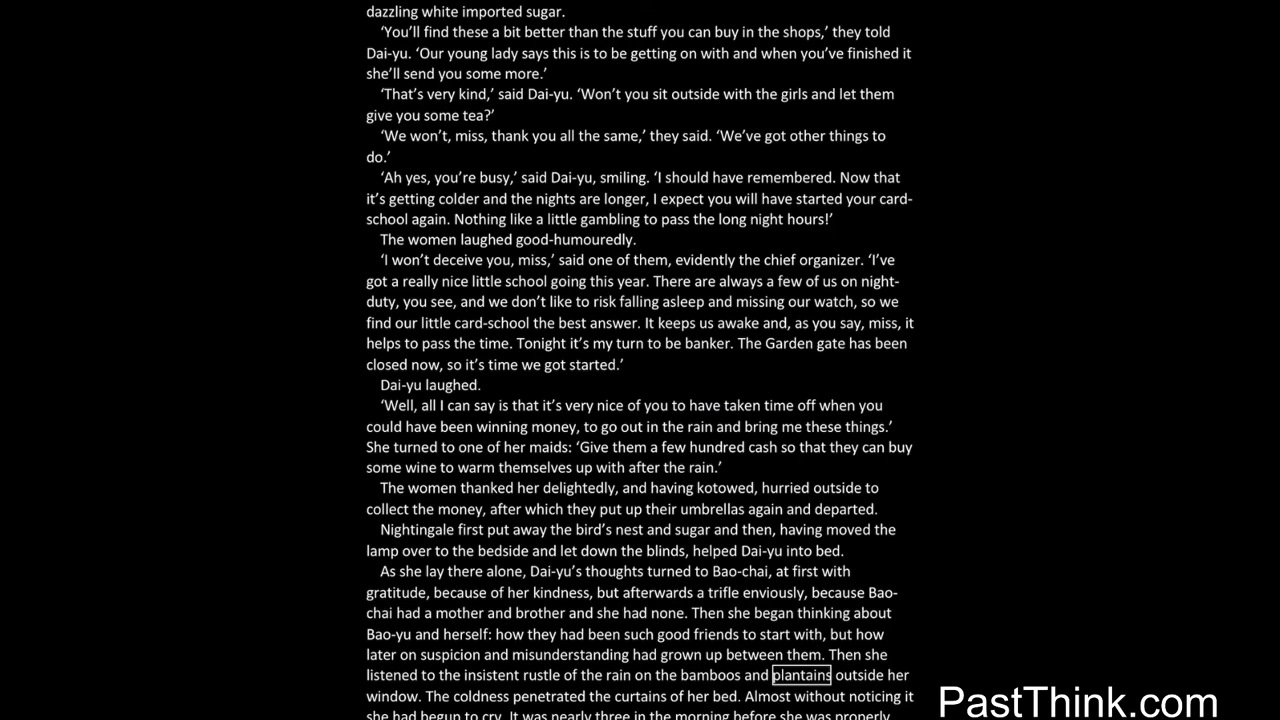 dazzling white imported sugar.
‘You’ll find these a bit better than the stuff you can buy in the shops,’ they told
Dai-yu. ‘Our young lady says this is to be getting on with and when you’ve finished it
she’ll send you some more.’
‘That’s very kind,’ said Dai-yu. ‘Won’t you sit outside with the girls and let them
give you some tea?’
‘We won’t, miss, thank you all the same,’ they said. ‘We’ve got other things to
do.’
‘Ah yes, you’re busy,’ said Dai-yu, smiling. ‘I should have remembered. Now that
it’s getting colder and the nights are longer, I expect you will have started your card-
school again. Nothing like a little gambling to pass the long night hours!’
The women laughed good-humouredly.
‘I won’t deceive you, miss,’ said one of them, evidently the chief organizer. ‘I’ve
got a really nice little school going this year. There are always a few of us on night-
duty, you see, and we don’t like to risk falling asleep and missing our watch, so we
find our little card-school the best answer. It keeps us awake and, as you say, miss, it
helps to pass the time. Tonight it’s my turn to be banker. The Garden gate has been
closed now, so it’s time we got started.’
Dai-yu laughed.
‘Well, all I can say is that it’s very nice of you to have taken time off when you
could have been winning money, to go out in the rain and bring me these things.’
She turned to one of her maids: ‘Give them a few hundred cash so that they can buy
some wine to warm themselves up with after the rain.’
The women thanked her delightedly, and having kotowed, hurried outside to
collect the money, after which they put up their umbrellas again and departed.
Nightingale first put away the bird’s nest and sugar and then, having moved the
lamp over to the bedside and let down the blinds, helped Dai-yu into bed.
As she lay there alone, Dai-yu’s thoughts turned to Bao-chai, at first with
gratitude, because of her kindness, but afterwards a trifle enviously, because Bao-
chai had a mother and brother and she had none. Then she began thinking about
Bao-yu and herself: how they had been such good friends to start with, but how
later on suspicion and misunderstanding had grown up between them. Then she
listened to the insistent rustle of the rain on the bamboos and plantains outside her
window. The coldness penetrated the curtains of her bed. Almost without noticing it
she had begun to cry. It was nearly three in the morning before she was properly
PastThink.com